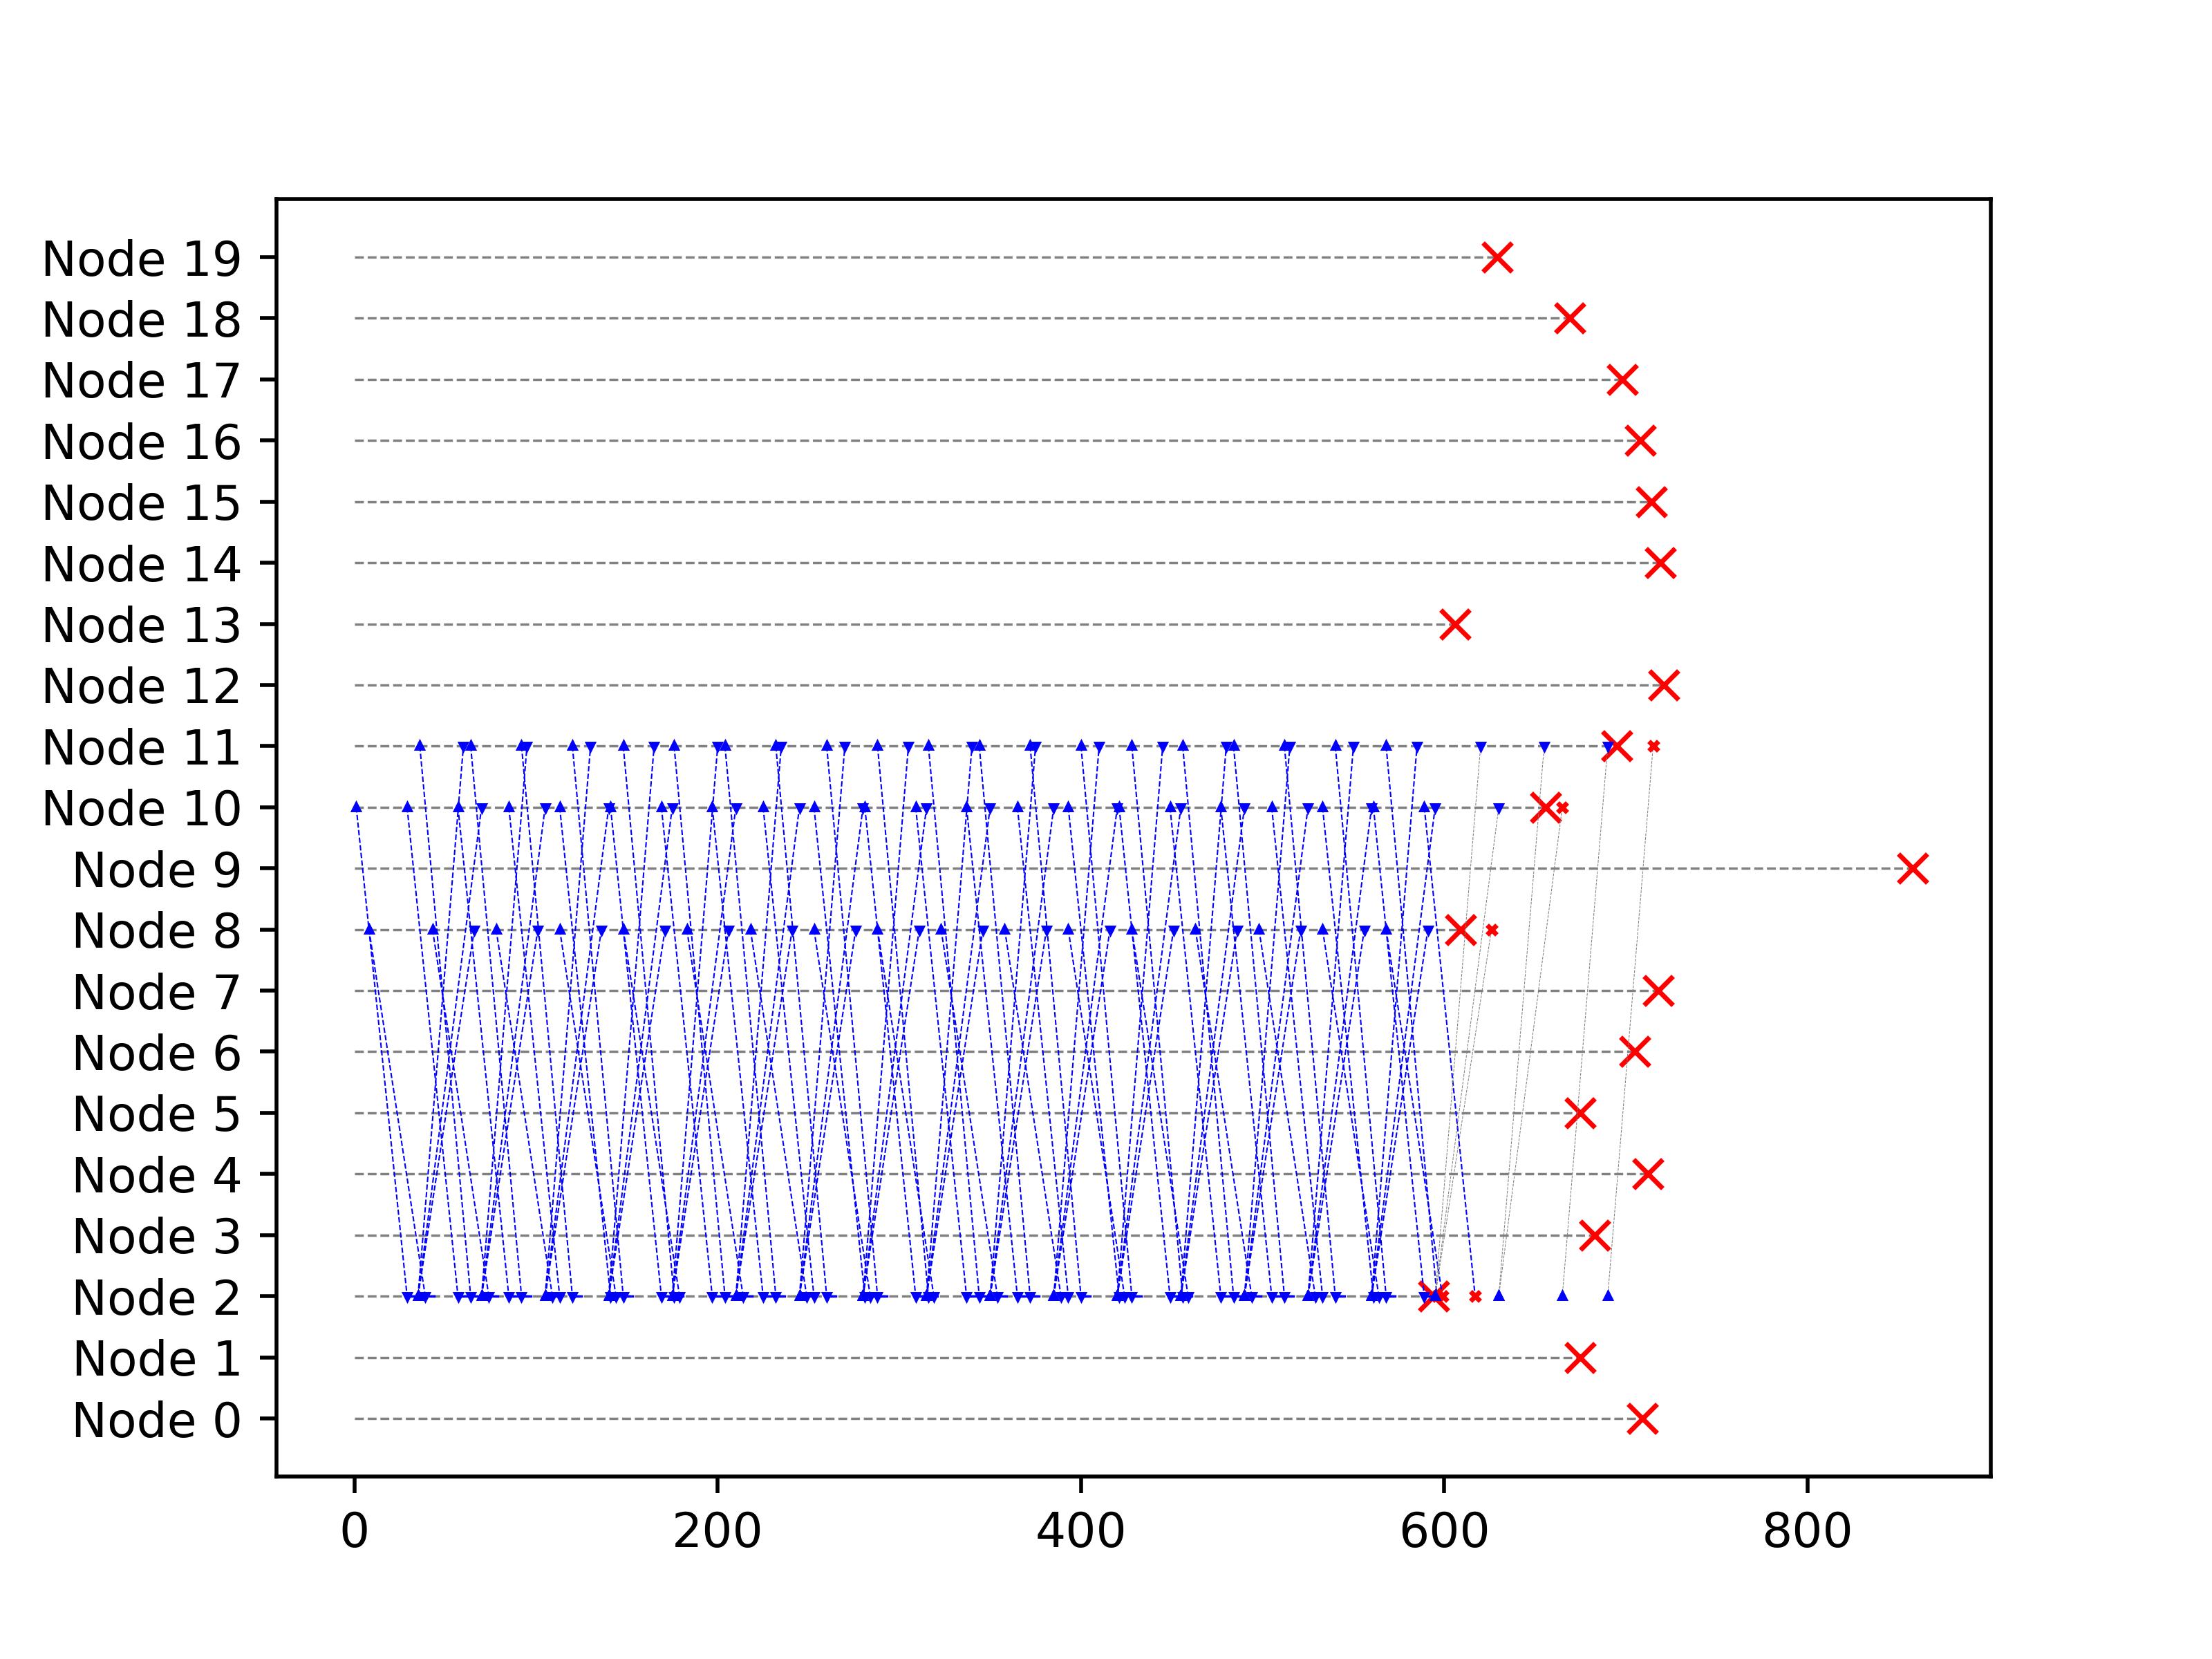 Node 19
Node 18
Node 17
Node 16
Node 15
Node 14
Node 13
Node 12
Node 11
Node 10
Node 9
Node 8
Node 7
Node 6
Node 5
Node 4
Node 3
Node 2
Node 1
Node 0
0 200 400 600 800